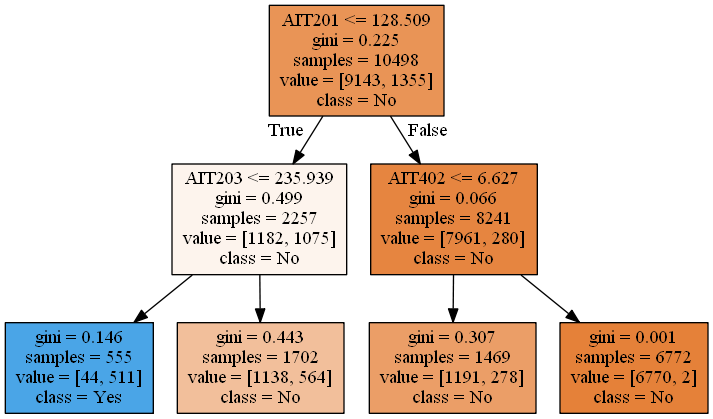 AIT201 <= 128.509
gini = 0.225
samples = 10498
value = [9143, 1355]
class = No
True
False
AIT203 <= 235.939
gini = 0.499
samples = 2257
value = [1182, 1075]
class = No
AIT402 <= 6.627
gini = 0.066
samples = 8241
value = [7961, 280]
class = No
gini = 0.146
samples = 555
value = [44, 511]
class = Yes
gini = 0.443
samples = 1702
value = [1138, 564]
class = No
gini = 0.307
samples = 1469
value = [1191, 278]
class = No
gini = 0.001
samples = 6772
value = [6770, 2]
class = No